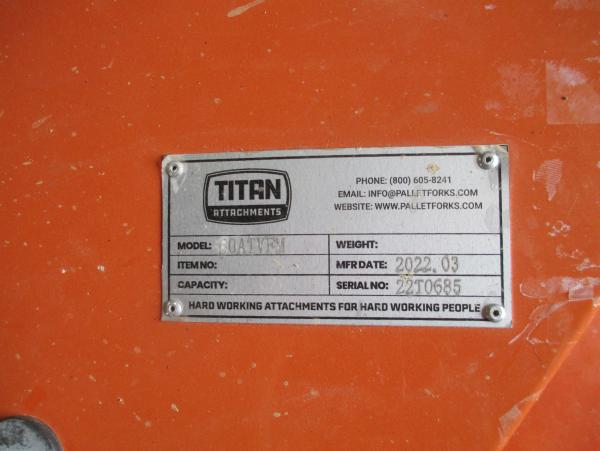 TITAN
ATTACHMENTS
PHONE: (800) 605-8241
EMAIL: INFO@PALLETFORKS.COM
WEBSITE: WWW.PALLETFORKS.COM
MODEL: 60ATVFM
WEIGHT:
ITEM NO:
MFR DATE: 2022.03
CAPACITY:
SERIAL NO: 22T0685
HARD WORKING ATTACHMENTS FOR HARD WORKING PEOPLE